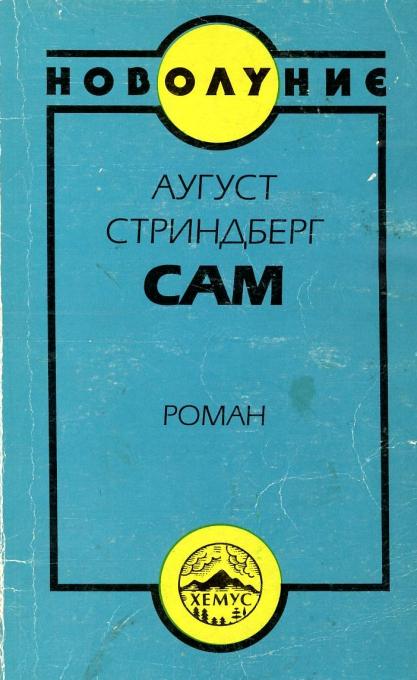 НОВОЛУНИЕ
АУГУСТ
СТРИНДБЕРГ
САМ
РОМАН
ХЕМУС